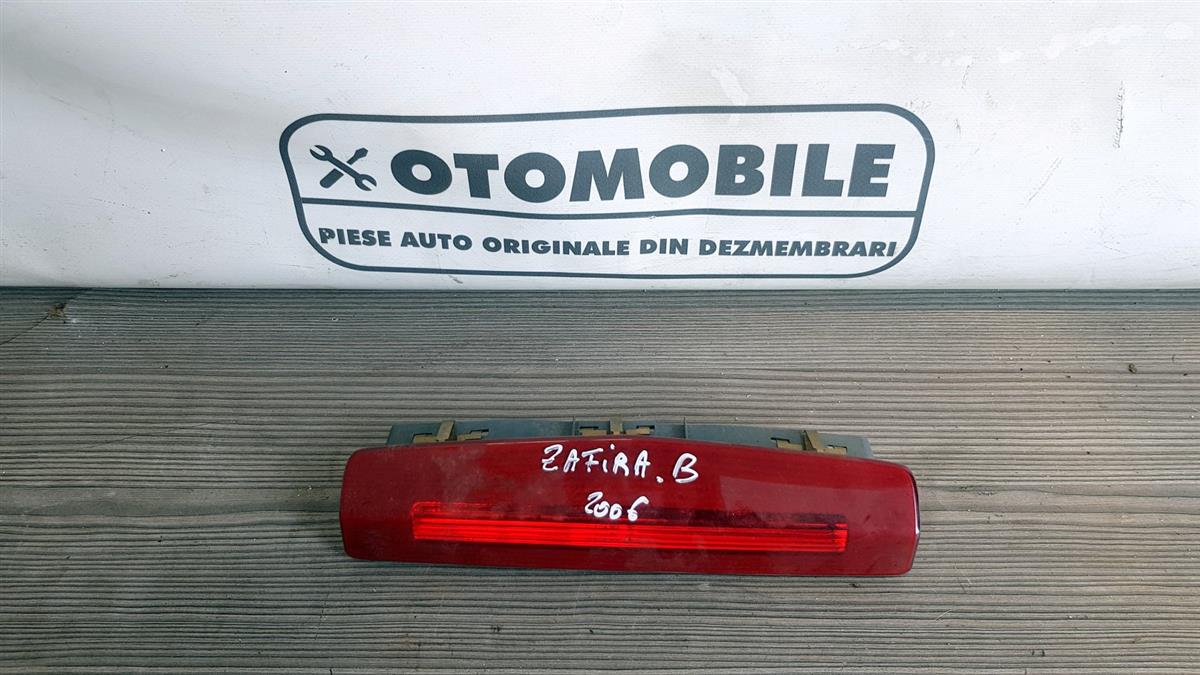 OTOMOBILE
PIESE AUTO ORIGINALE DIN DEZMEMBRARI
ZAFiRA.B
2006